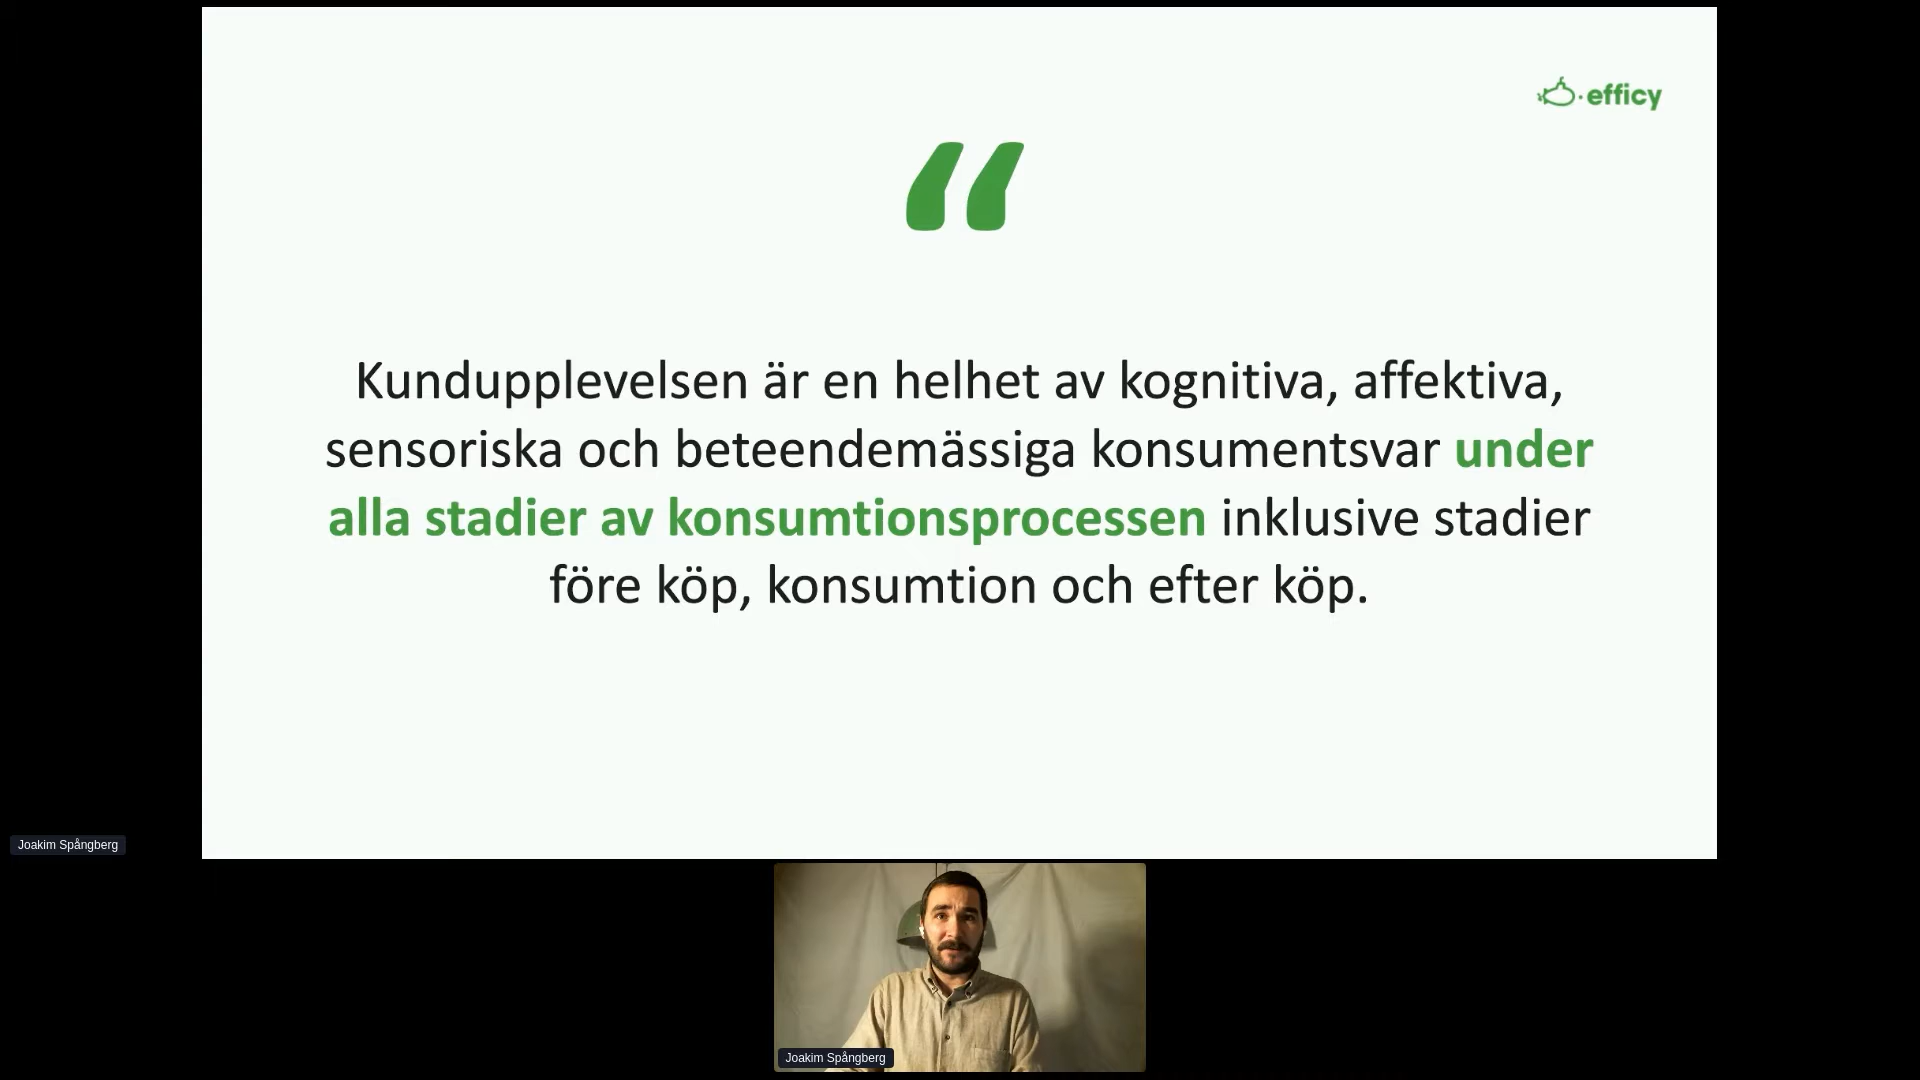 efficy
“
Kundupplevelsen är en helhet av kognitiva, affektiva,
sensoriska och beteendemässiga konsumentsvar under
alla stadier av konsumtionsprocessen inklusive stadier
före köp, konsumtion och efter köp.
Joakim Spångberg
Joakim Spångberg